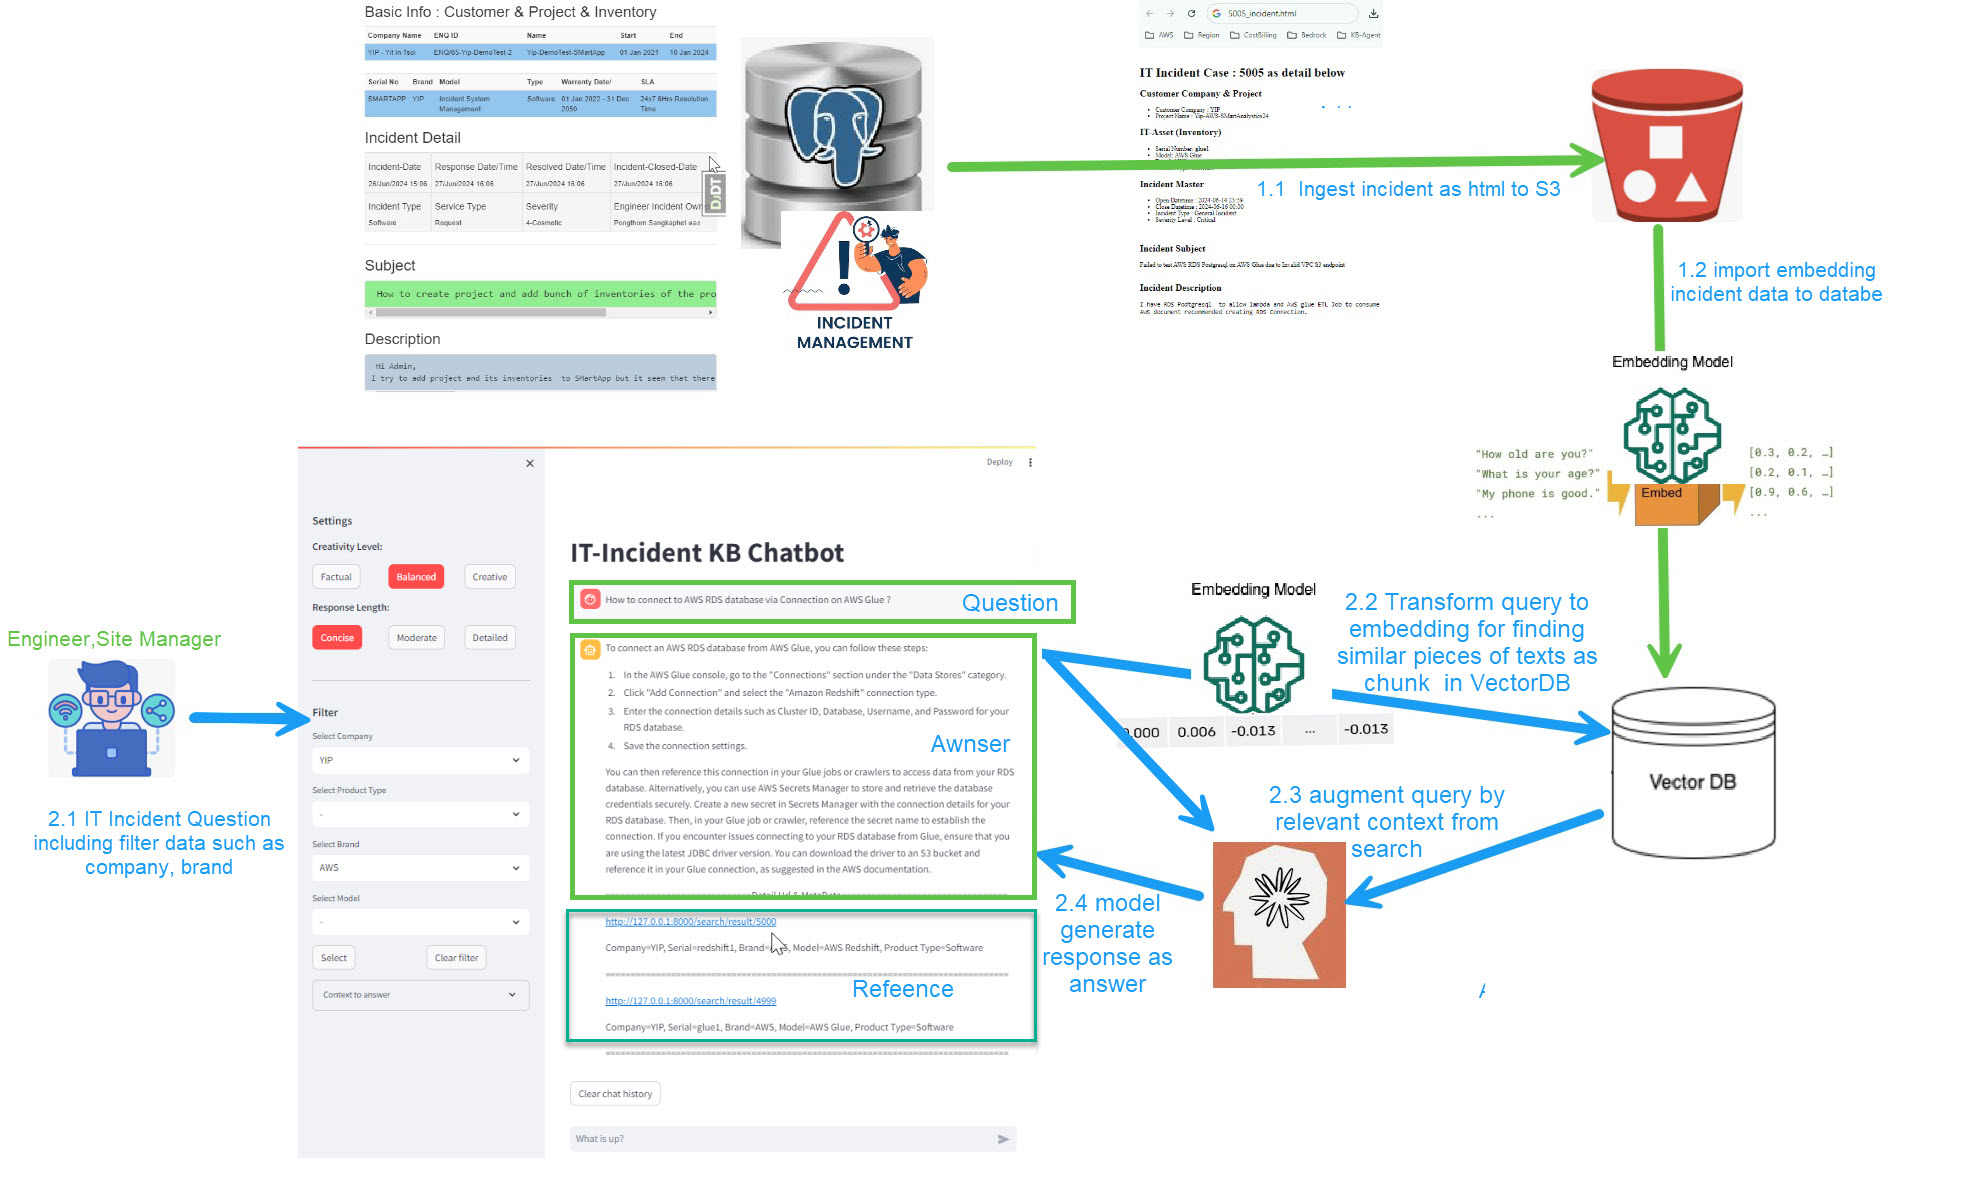 Basic Info : Customer & Project & Inventory
Company Name ENQ ID Name Start End
YIP - Yit In Tsoi ENQ/65-Yip-DemoTest-2 Yip-DemoTest-SMartApp 01 Jan 2021 10 Jan 2024
Serial No Brand Model Type Warrenty Date/ SLA
SMARTAPP YIP Incident System Management Software 01 Jan 2022 - 31 Dec 2050 24x7 6Hrs Resolution Time
Incident Detail
Incident-Date Response Date/Time Resolved Date/Time Incident-Closed-Date
26/Jun/2024 15:06 27/Jun/2024 16:06 27/Jun/2024 16:06 27/Jun/2024 16:06
Incident Type Service Type Severity Engineer Incident Own
Software Request 4-Cosmetic Pongthorn Sangkaphet
DjDT
Subject
How to create project and add bunch of inventories of the pro
Description
Hi Admin,
I try to add project and its inventories to SMartApp but it seem that there
INCIDENT
MANAGEMENT
5005_incident.html
AWS Region CostBilling Bedrock KB-Agent
IT Incident Case : 5005 as detail below
Customer Company & Project
Customer Company : YIP
Project Name : Yip-AWS-SMartAnalystics24
IT-Asset (Inventory)
Serial Number: glue1
Model: AWS Glue
Incident Master
Open Datetime : 2024-06-14 23:59
Close Datetime : 2024-06-16 00:00
Incident Type : General Incident
Severity Level : Critical
Incident Subject
Failed to test AWS RDS Postgresql on AWS Glue due to Invalid VPC S3 endpoint
Incident Description
I have RDS Podtgresql to allow lambda and AWS glue ETL Job to consume
AWS document recommended creating RDS Connection.
1.1 Ingest incident as html to S3
1.2 import embedding
incident data to databe
Embedding Model
"How old are you?" [0.3, 0.2, …]
"What is your age?" [0.2, 0.1, …]
"My phone is good." [0.9, 0.6, …]
... ...
Embed
Engineer,Site Manager
2.1 IT Incident Question
including filter data such as
company, brand
Deploy
Settings
Creativity Level:
Factual Balanced Creative
Response Length:
Concise Moderate Detailed
Filter
Select Company
YIP
Select Product Type
-
Select Brand
AWS
Select Model
-
Select Clear filter
Context to answer
IT-Incident KB Chatbot
How to connect to AWS RDS database via Connection on AWS Glue ?
Question
To connect an AWS RDS database from AWS Glue, you can follow these steps:
1. In the AWS Glue console, go to the "Connections" section under the "Data Stores" category.
2. Click "Add Connection" and select the "Amazon Redshift" connection type.
3. Enter the connection details such as Cluster ID, Database, Username, and Password for your
RDS database.
4. Save the connection settings.
Awnser
You can then reference this connection in your Glue jobs or crawlers to access data from your RDS
database. Alternatively, you can use AWS Secrets Manager to store and retrieve the database
credentials securely. Create a new secret in Secrets Manager with the connection details for your
RDS database. Then, in your Glue job or crawler, reference the secret name to establish the
connection. If you encounter issues connecting to your RDS database from Glue, ensure that you
are using the latest JDBC driver version. You can download the driver to an S3 bucket and
reference it in your Glue connection, as suggested in the AWS documentation.
Detail Url & MetaData
http://127.0.0.1:8000/search/result/5000
Company=YIP, Serial=redshift1, Brand= Model=AWS Redshift, Product Type=Software
Refeence
http://127.0.0.1:8000/search/result/4999
Company=YIP, Serial=glue1, Brand=AWS, Model=AWS Glue, Product Type=Software
Clear chat history
What is up?
Embedding Model
0.000 0.006 -0.013 ... -0.013
2.2 Transform query to
embedding for finding
similar pieces of texts as
chunk in VectorDB
Vector DB
2.3 augment query by
relevant context from
search
2.4 model
generate
response as
answer